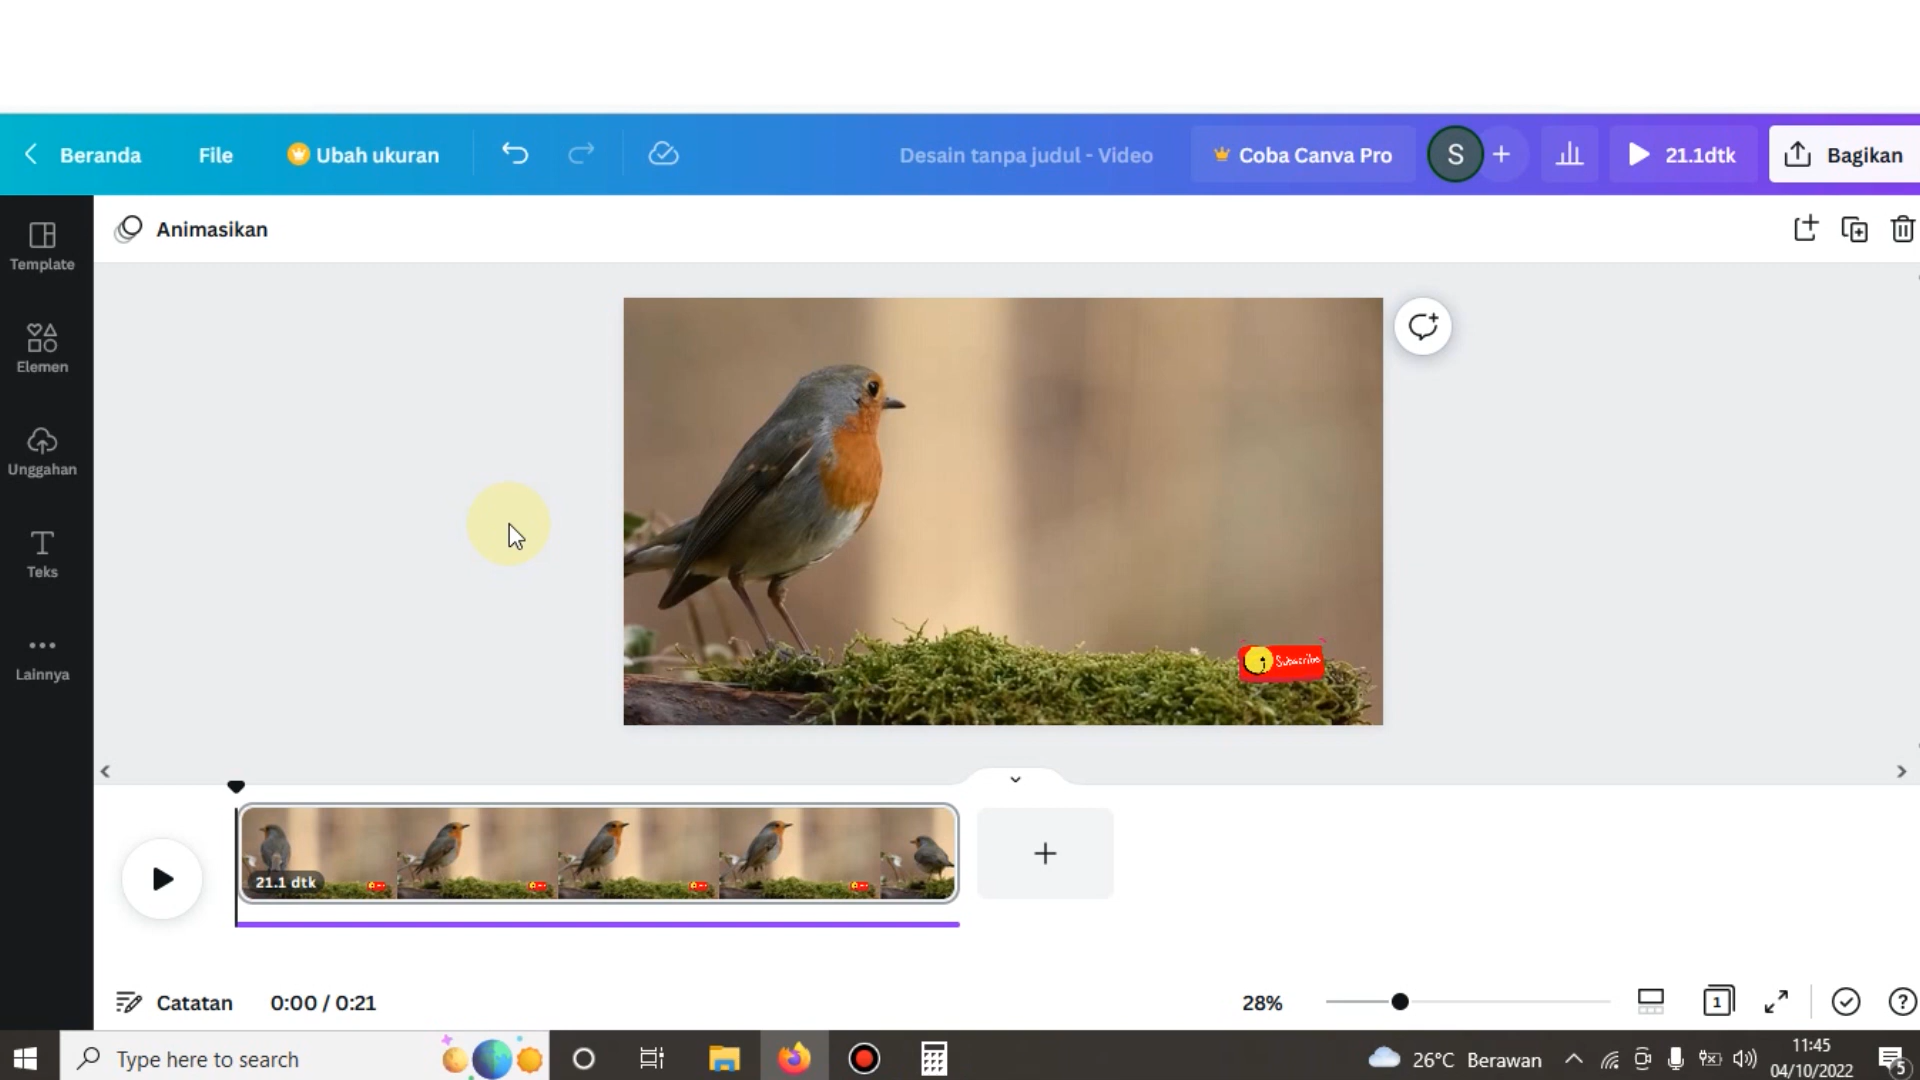 Beranda File Ubah ukuran Desain tanpa judul - Video Coba Canva Pro S + 21.1dtk Bagikan
Animasikan
Template
Elemen
Unggahan
Teks
Lainnya
Subscribe
21.1 dtk
Catatan 0:00 / 0:21 28% 1
Type here to search 26°C Berawan 11:45
04/10/2022 5